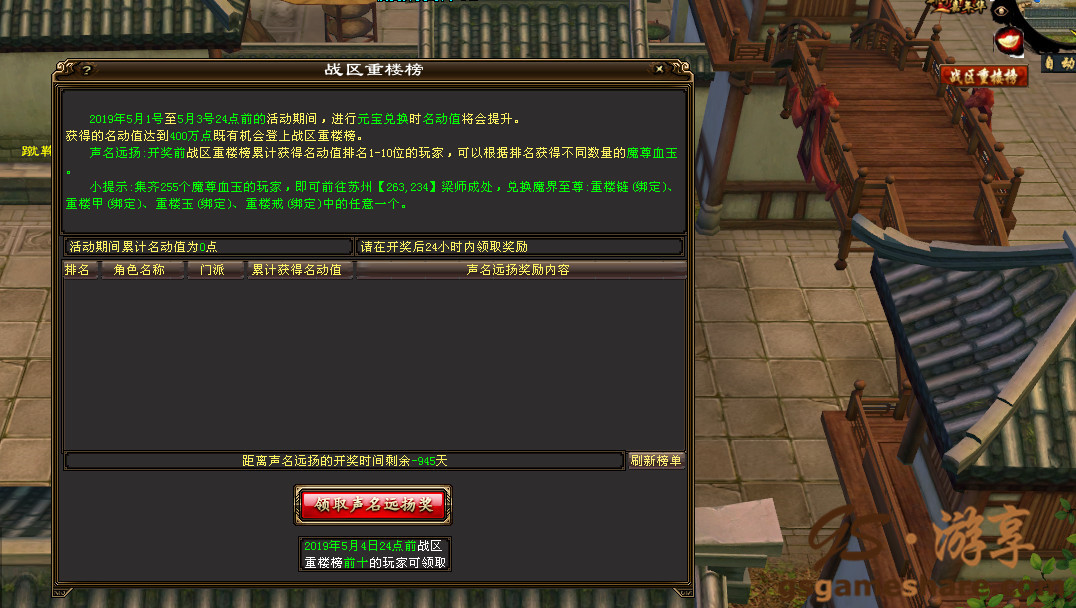 战区重楼榜
自动
战区重楼榜
2019年5月1号至5月3号24点前的活动期间，进行元宝兑换时名动值将会提升。
获得的名动值达到400万点既有机会登上战区重楼榜。
声名远扬:开奖前战区重楼榜累计获得名动值排名1-10位的玩家，可以根据排名获得不同数量的魔尊血玉
。
小提示:集齐255个魔尊血玉的玩家，即可前往苏州【263,234】梁师成处，兑换魔界至尊:重楼链(绑定)、
重楼甲(绑定)、重楼玉(绑定)、重楼戒(绑定)中的任意一个。
活动期间累计名动值为0点
请在开奖后24小时内领取奖励
排名 角色名称 门派 累计获得名动值 声名远扬奖励内容
距离声名远扬的开奖时间剩余-945天
刷新榜单
领取声名远扬奖
2019年5月4日24点前战区
重楼榜前十的玩家可领取
GS·游享